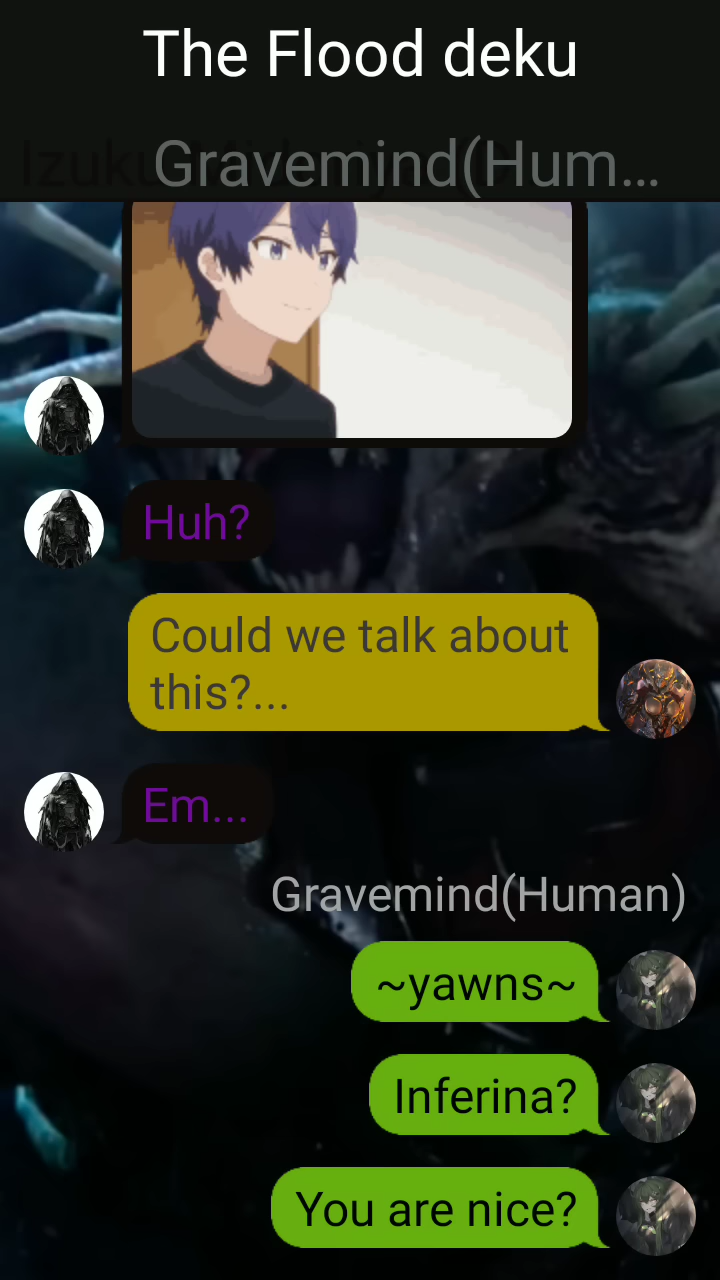 The Flood deku
Gravemind(Hum...
Huh?
Could we talk about
this?...
Em...
Gravemind(Human)
~yawns~
Inferina?
You are nice?